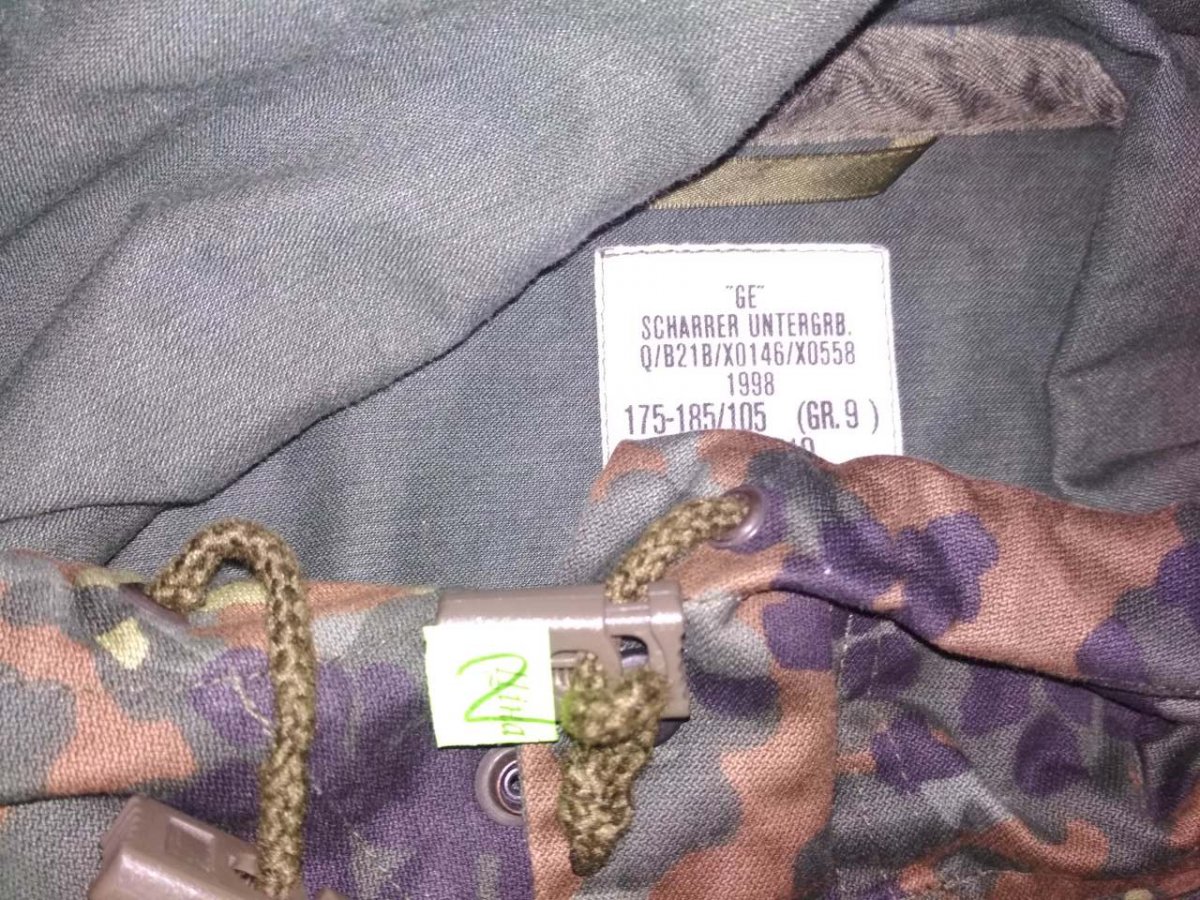 "GE"
SCHARRER UNTERGRB.
Q/B21B/X0146/X0558
1998
175-185/105 (GR. 9 )